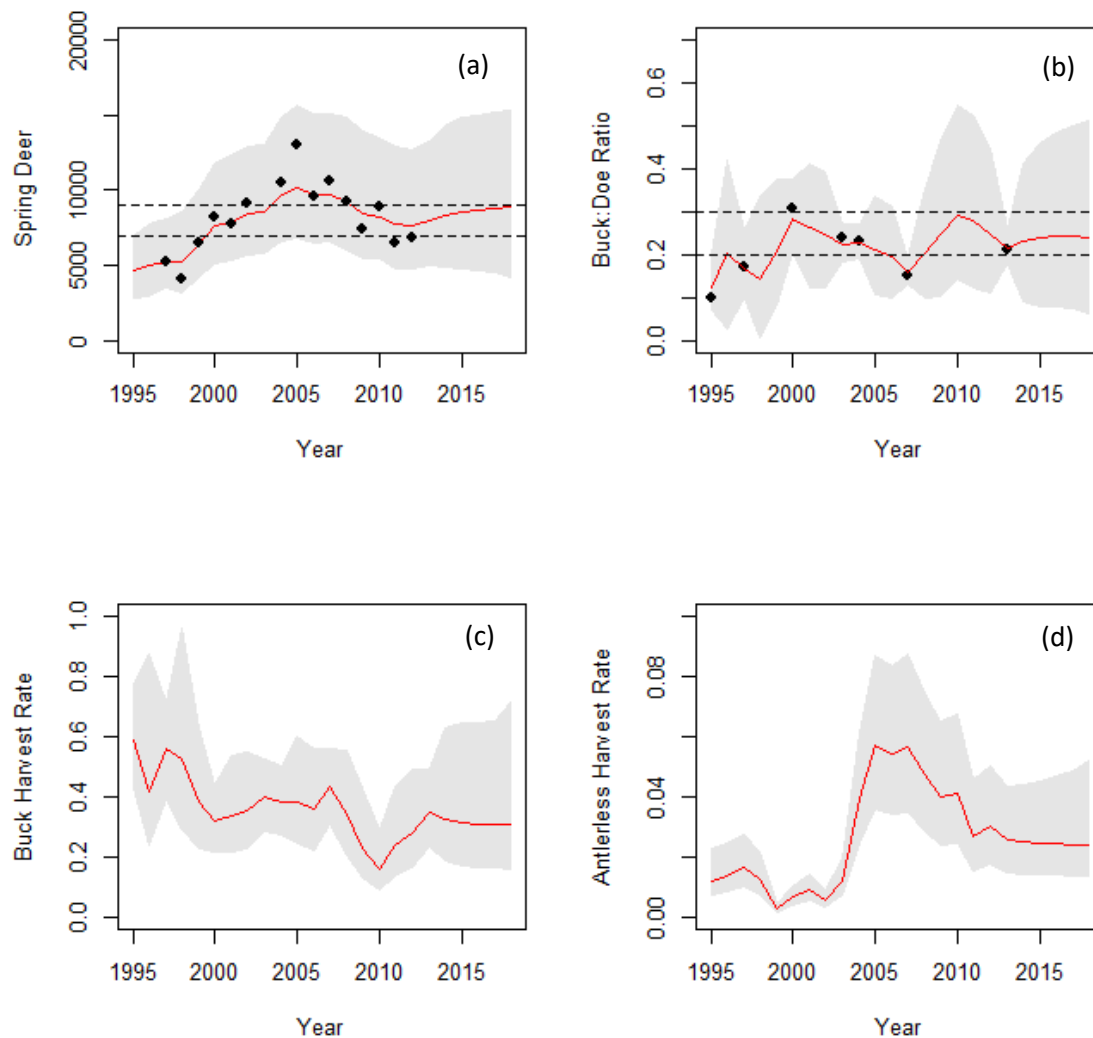 (a)
Spring Deer
20000
10000
5000
0
1995 2000 2005 2010 2015
Year
(b)
Buck:Doe Ratio
0.6
0.4
0.2
0.0
1995 2000 2005 2010 2015
Year
(c)
Buck Harvest Rate
1.0
0.8
0.6
0.4
0.2
0.0
1995 2000 2005 2010 2015
Year
(d)
Antlerless Harvest Rate
0.08
0.04
0.00
1995 2000 2005 2010 2015
Year